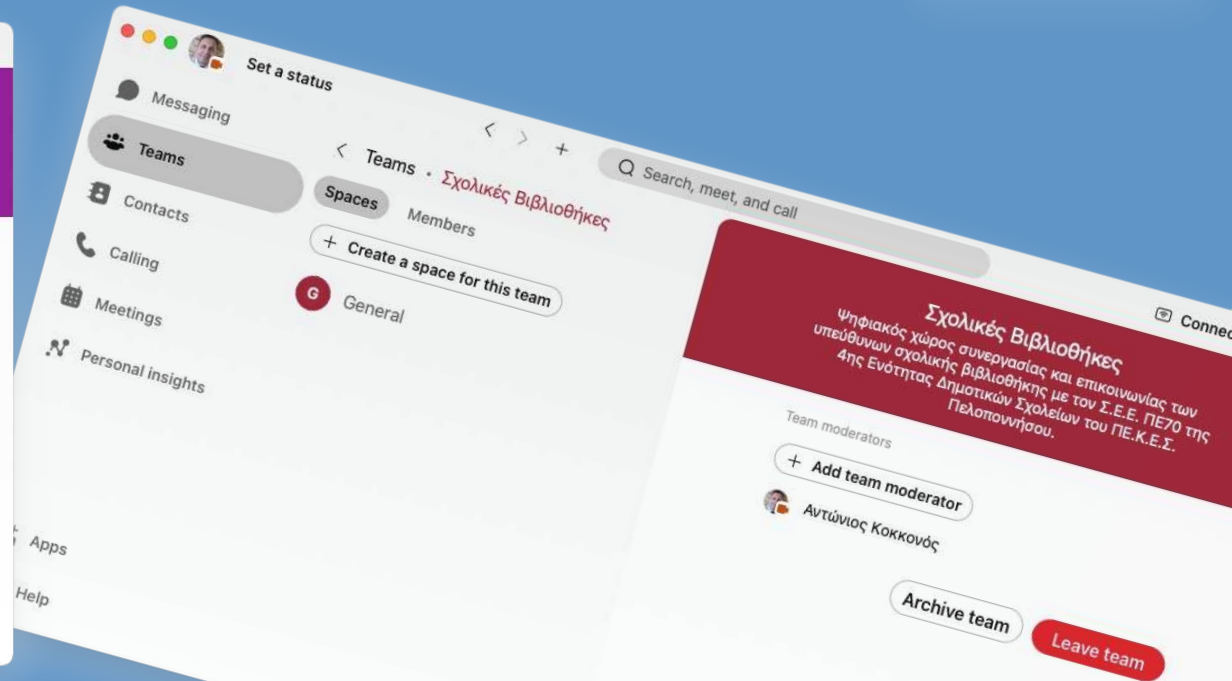 Set a status
Messaging
Teams
Contacts
Calling
Meetings
Personal insights
Apps
Help
Teams · Σχολικές Βιβλιοθήκες
Spaces Members
+ Create a space for this team
G General
Search, meet, and call
Σχολικές Βιβλιοθήκες
Ψηφιακός χώρος συνεργασίας και επικοινωνίας των
υπεύθυνων σχολικής βιβλιοθήκης με τον Σ.Ε.Ε. ΠΕ70 της
4ης Ενότητας Δημοτικών Σχολείων του ΠΕ.Κ.Ε.Σ.
Πελοποννήσου.
Team moderators
+ Add team moderator
Αντώνιος Κοκκονός
Archive team Leave team